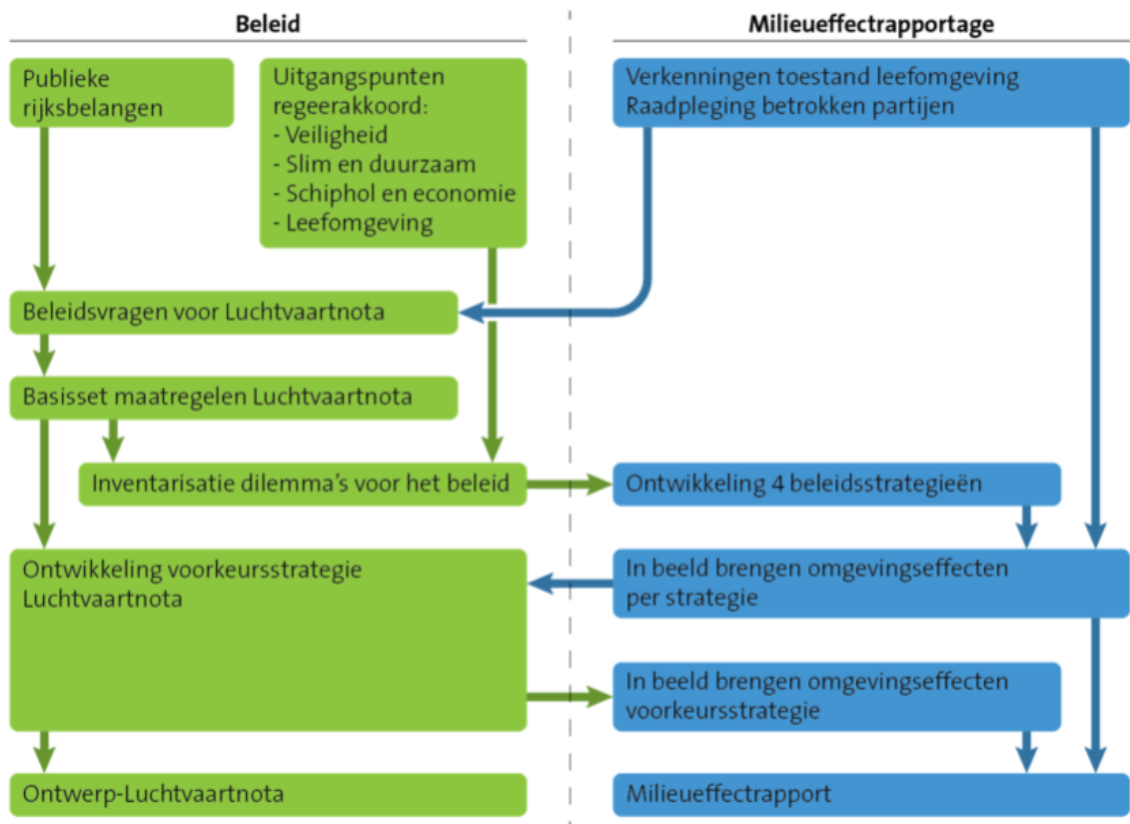 Beleid
Milieueffectrapportage
Publieke
rijksbelangen
Uitgangspunten
regeerakkoord:
- Veiligheid
- Slim en duurzaam
- Schiphol en economie
- Leefomgeving
Verkenningen toestand leefomgeving
Raadpleging betrokken partijen
Beleidsvragen voor Luchtvaartnota
Basisset maatregelen Luchtvaartnota
Inventarisatie dilemma's voor het beleid
Ontwikkeling 4 beleidsstrategieën
Ontwikkeling voorkeursstrategie
Luchtvaartnota
In beeld brengen omgevingseffecten
per strategie
In beeld brengen omgevingseffecten
voorkeursstrategie
Ontwerp-Luchtvaartnota
Milieueffectrapport